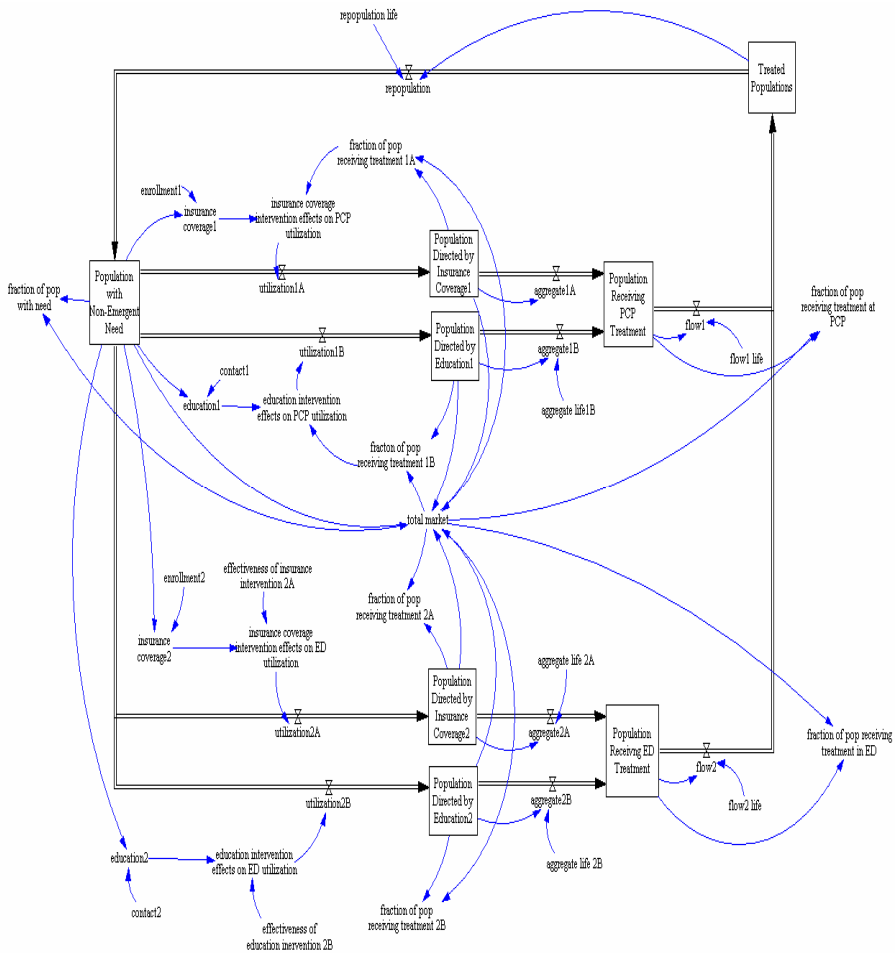 repopulation life
Treated
Populations
repopulation
fraction of pop
receiving treatment 1A
fraction of pop
receiving treatment at
PCP
enrollment1
insurance
coverage1
insurance coverage
intervention effects on PCP
utilization
Population
with
Non-Emergent
Need
fraction of pop
with need
utilization1A
Population
Directed by
Insurance
Coverage1
aggregate1A
Population
Receiving
PCP
Treatment
flow1
flow1 life
utilization1B
Population
Directed by
Education1
aggregate1B
aggregate life1B
contact1
education1
education intervention
effects on PCP utilization
fracton of pop
receiving treatment 1B
total market
effectiveness of insurance
intervention 2A
enrollment2
insurance
coverage2
insurance coverage
intervention effects on ED
utilization
fraction of pop
receiving treatment 2A
utilization2A
Population
Directed by
Insurance
Coverage2
aggregate life 2A
aggregate2A
Population
Receivng ED
Treatment
flow2
flow2 life
fraction of pop receiving
treatment in ED
utilization2B
Population
Directed by
Education2
aggregate2B
aggregate life 2B
education2
contact2
education intervention
effects on ED utilization
effectiveness of
education inervention 2B
fraction of pop
receiving treatment 2B